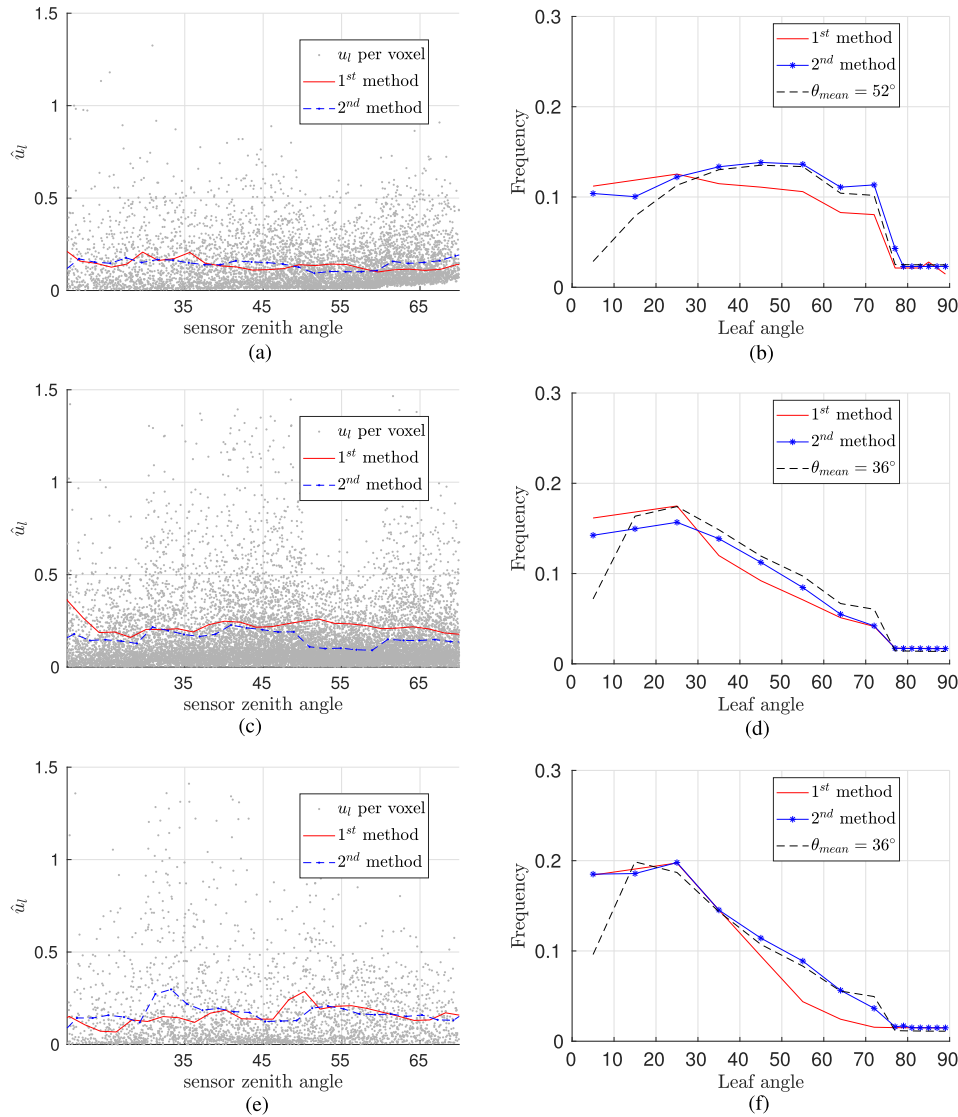 1.5
1
0.5
0
û_l
u_l per voxel
1^st method
2^nd method
35 45 55 65
sensor zenith angle
(a)
0.3
0.2
0.1
0
Frequency
1^st method
2^nd method
θ_mean = 52°
0 10 20 30 40 50 60 70 80 90
Leaf angle
(b)
1.5
1
0.5
0
û_l
u_l per voxel
1^st method
2^nd method
35 45 55 65
sensor zenith angle
(c)
0.3
0.2
0.1
0
Frequency
1^st method
2^nd method
θ_mean = 36°
0 10 20 30 40 50 60 70 80 90
Leaf angle
(d)
1.5
1
0.5
0
û_l
u_l per voxel
1^st method
2^nd method
35 45 55 65
sensor zenith angle
(e)
0.3
0.2
0.1
0
Frequency
1^st method
2^nd method
θ_mean = 36°
0 10 20 30 40 50 60 70 80 90
Leaf angle
(f)